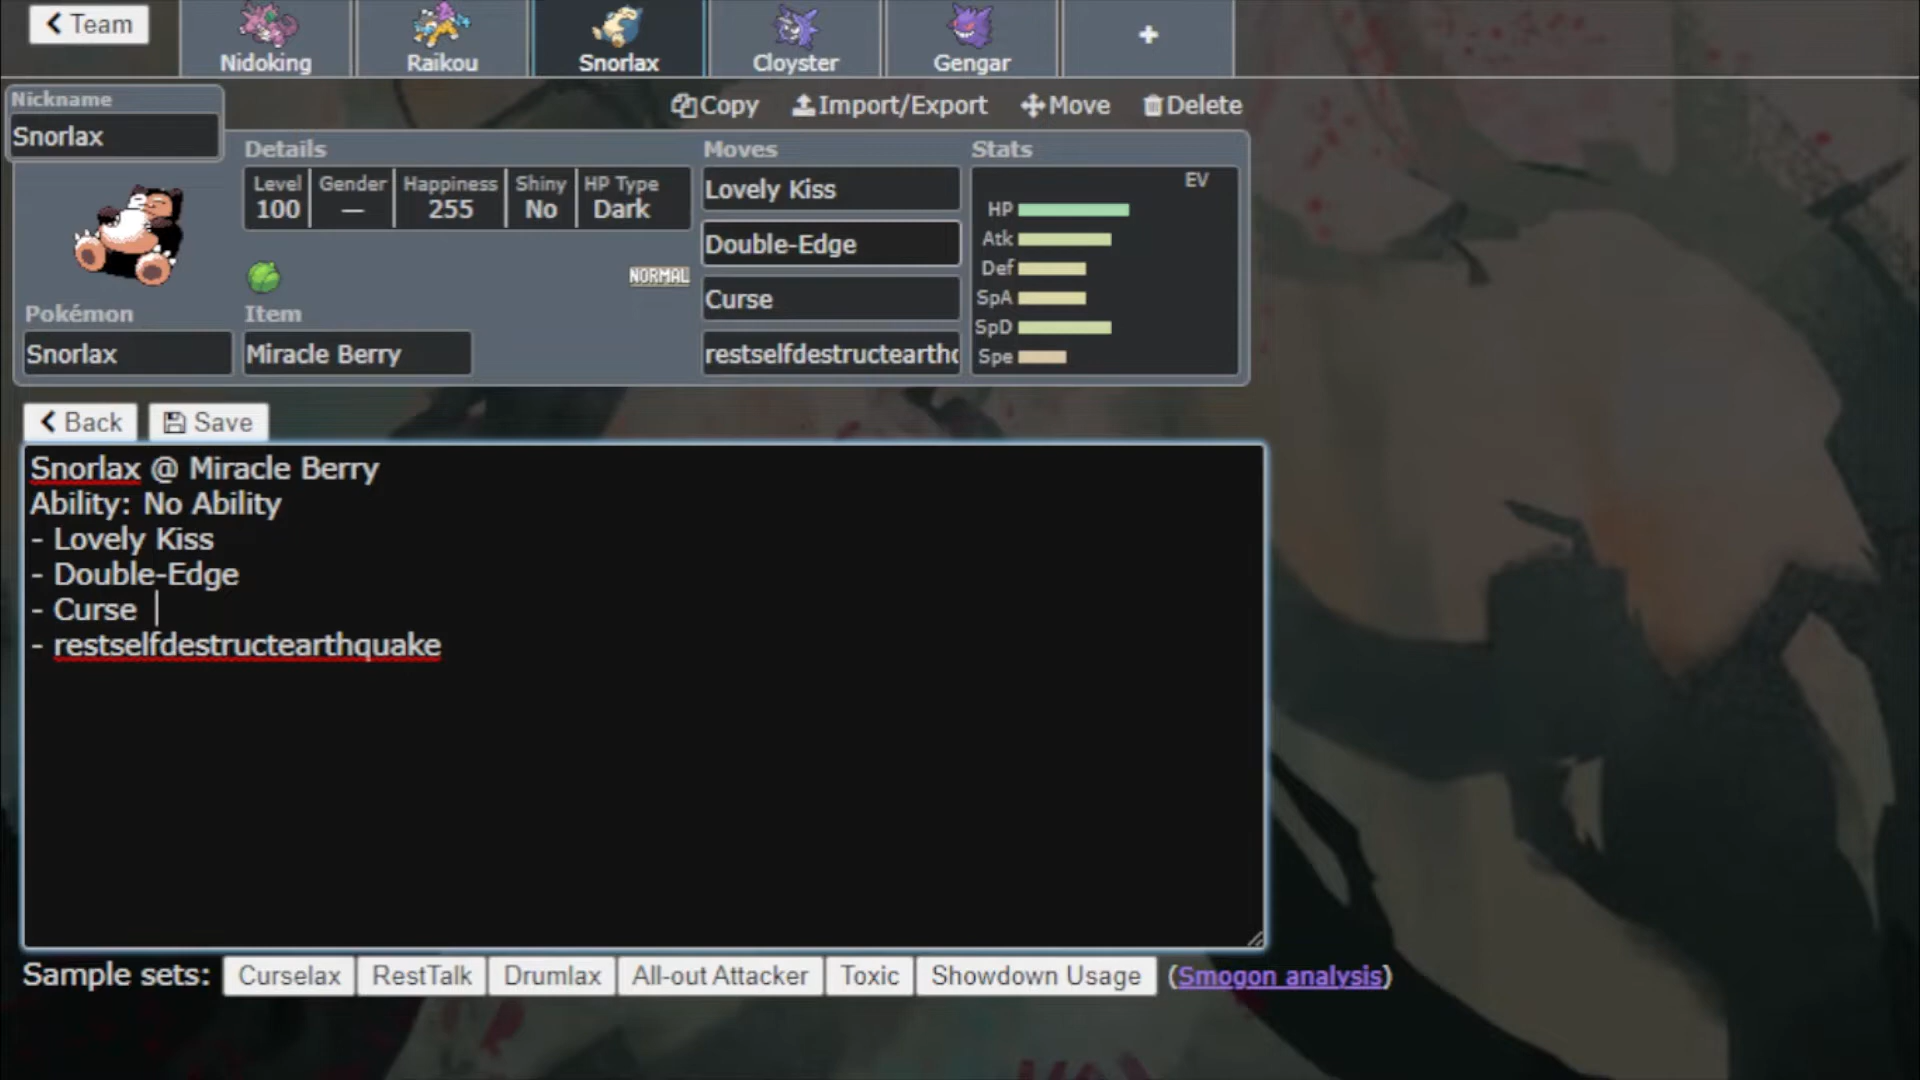 Team
Nidoking
Raikou
Snorlax
Cloyster
Gengar
+
Nickname
Snorlax
Copy
Import/Export
Move
Delete
Details
Moves
Stats
Level
100
Gender
—
Happiness
255
Shiny
No
HP Type
Dark
Lovely Kiss
Double-Edge
Curse
restselfdestructearth
EV
HP
Atk
Def
SpA
SpD
Spe
NORMAL
Pokémon
Snorlax
Item
Miracle Berry
Back
Save
Snorlax @ Miracle Berry
Ability: No Ability
- Lovely Kiss
- Double-Edge
- Curse
- restselfdestructearthquake
Sample sets: Curselax RestTalk Drumlax All-out Attacker Toxic Showdown Usage (Smogon analysis)